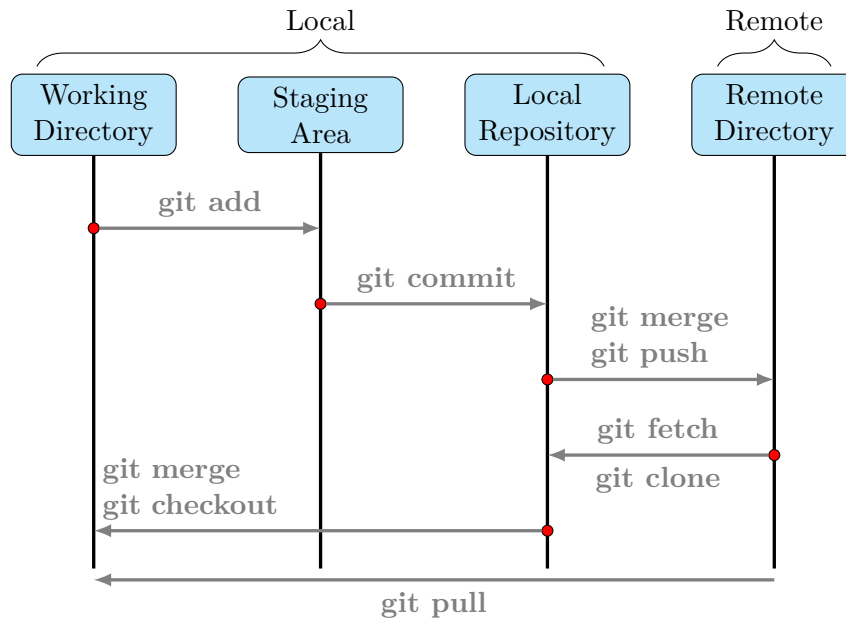 Local
Remote
Working
Directory
Staging
Area
Local
Repository
Remote
Directory
git add
git commit
git merge
git push
git fetch
git clone
git merge
git checkout
git pull